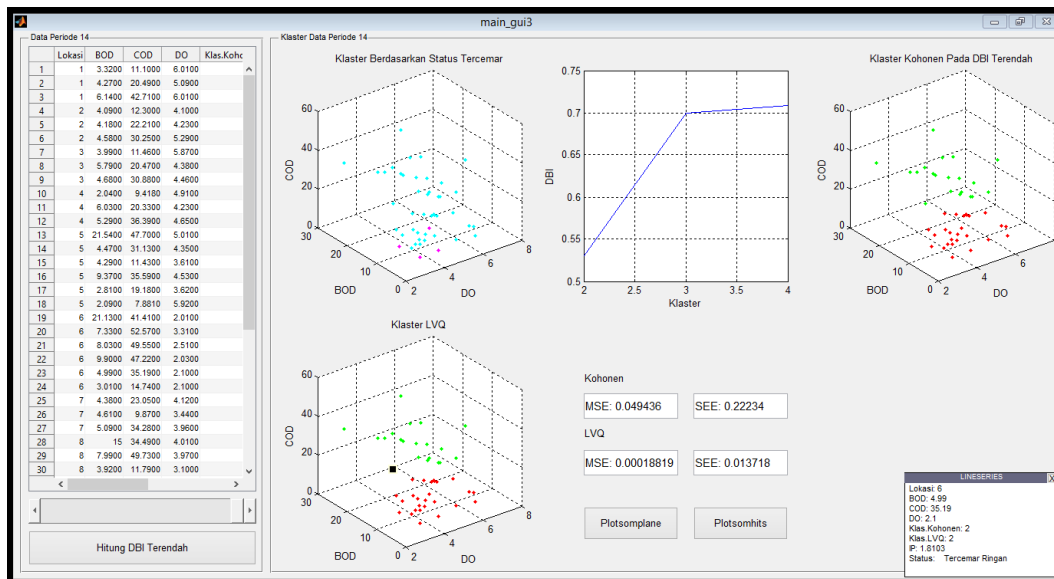 main_gui3
Data Periode 14
Lokasi BOD COD DO Klas.Kohc
1 1 3.3200 11.1000 6.0100
2 1 4.2700 20.4900 5.0900
3 1 6.1400 42.7100 6.0100
4 2 4.0900 12.3000 4.1000
5 2 4.1800 22.2100 4.2300
6 2 4.5800 30.2500 5.2900
7 3 3.9900 11.4600 5.8700
8 3 5.7900 20.4700 4.3800
9 3 4.6800 30.8800 4.4600
10 4 2.0400 9.4180 4.9100
11 4 6.0300 20.3300 4.2300
12 4 5.2900 36.3900 4.6500
13 5 21.5400 47.7000 5.0100
14 5 4.4700 31.1300 4.3500
15 5 4.2900 11.4300 3.6100
16 5 9.3700 35.5900 4.5300
17 5 2.8100 19.1800 3.6200
18 5 2.0900 7.8810 5.9200
19 6 21.1300 41.4100 2.0100
20 6 7.3300 52.5700 3.3100
21 6 8.0300 49.5500 2.5100
22 6 9.9000 47.2200 2.0300
23 6 4.9900 35.1900 2.1000
24 6 3.0100 14.7400 2.1000
25 7 4.3800 23.0500 4.1200
26 7 4.6100 9.8700 3.4400
27 7 5.0900 34.2800 3.9600
28 8 15 34.4900 4.0100
29 8 7.9900 49.7300 3.9700
30 8 3.9200 11.7900 3.1000
Hitung DBI Terendah
Klaster Data Periode 14
Klaster Berdasarkan Status Tercemar
60
40
20
0
COD
30
20
10
0
BOD
2
4
6
8
DO
0.75
0.7
0.65
0.6
0.55
0.5
DBI
2 2.5 3 3.5 4
Klaster
Klaster Kohonen Pada DBI Terendah
60
40
20
0
COD
30
20
10
0
BOD
2
4
6
8
DO
Klaster LVQ
60
40
20
0
COD
30
20
10
0
BOD
2
4
6
8
DO
Kohonen
MSE: 0.049436 SEE: 0.22234
LVQ
MSE: 0.00018819 SEE: 0.013718
Plotsomplane Plotsomhits
LINESERIES X
Lokasi: 6
BOD: 4.99
COD: 35.19
DO: 2.1
Klas.Kohonen: 2
Klas.LVQ: 2
IP: 1.8103
Status: Tercemar Ringan